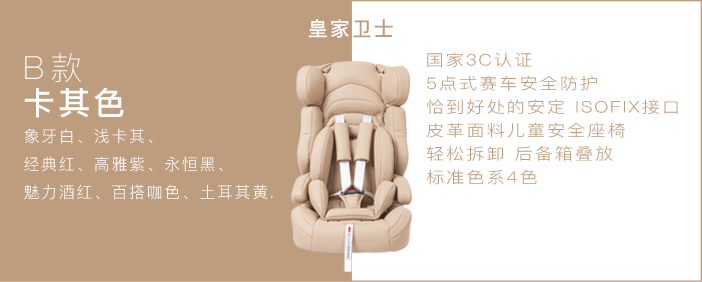 皇家卫士
B款
卡其色
象牙白、浅卡其、
经典红、高雅紫、永恒黑、
魅力酒红、百搭咖色、土耳其黄.
国家3C认证
5点式赛车安全防护
恰到好处的安定 ISOFIX接口
皮革面料儿童安全座椅
轻松拆卸 后备箱叠放
标准色系4色